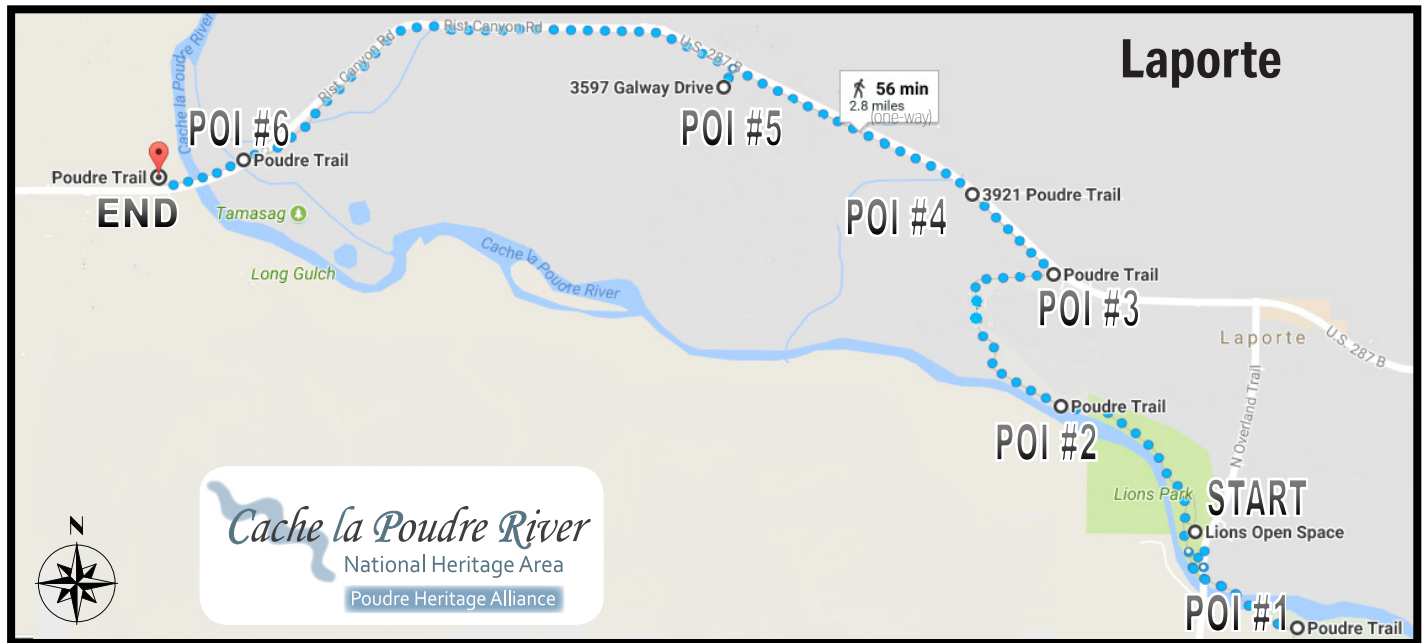 Laporte
Cache la Poudre River
Rist Canyon Rd
Rist Canyon Rd
U.S. 287 B
3597 Galway Drive
POI #5
56 min
2.8 miles
(one-way)
POI #6
Poudre Trail
Poudre Trail
END
Tamasag
Long Gulch
Cache la Poudre River
3921 Poudre Trail
POI #4
Poudre Trail
POI #3
Laporte
U.S. 287 B
N Overland Trail
Poudre Trail
POI #2
Lions Park
START
Lions Open Space
POI #1
Poudre Trail
N
Cache la Poudre River
National Heritage Area
Poudre Heritage Alliance